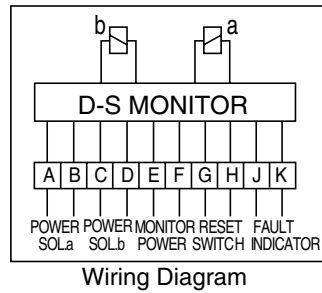 b a
D-S MONITOR
A B C D E F G H J K
POWER POWER MONITOR RESET FAULT
SOL.a SOL.b POWER SWITCH INDICATOR
Wiring Diagram